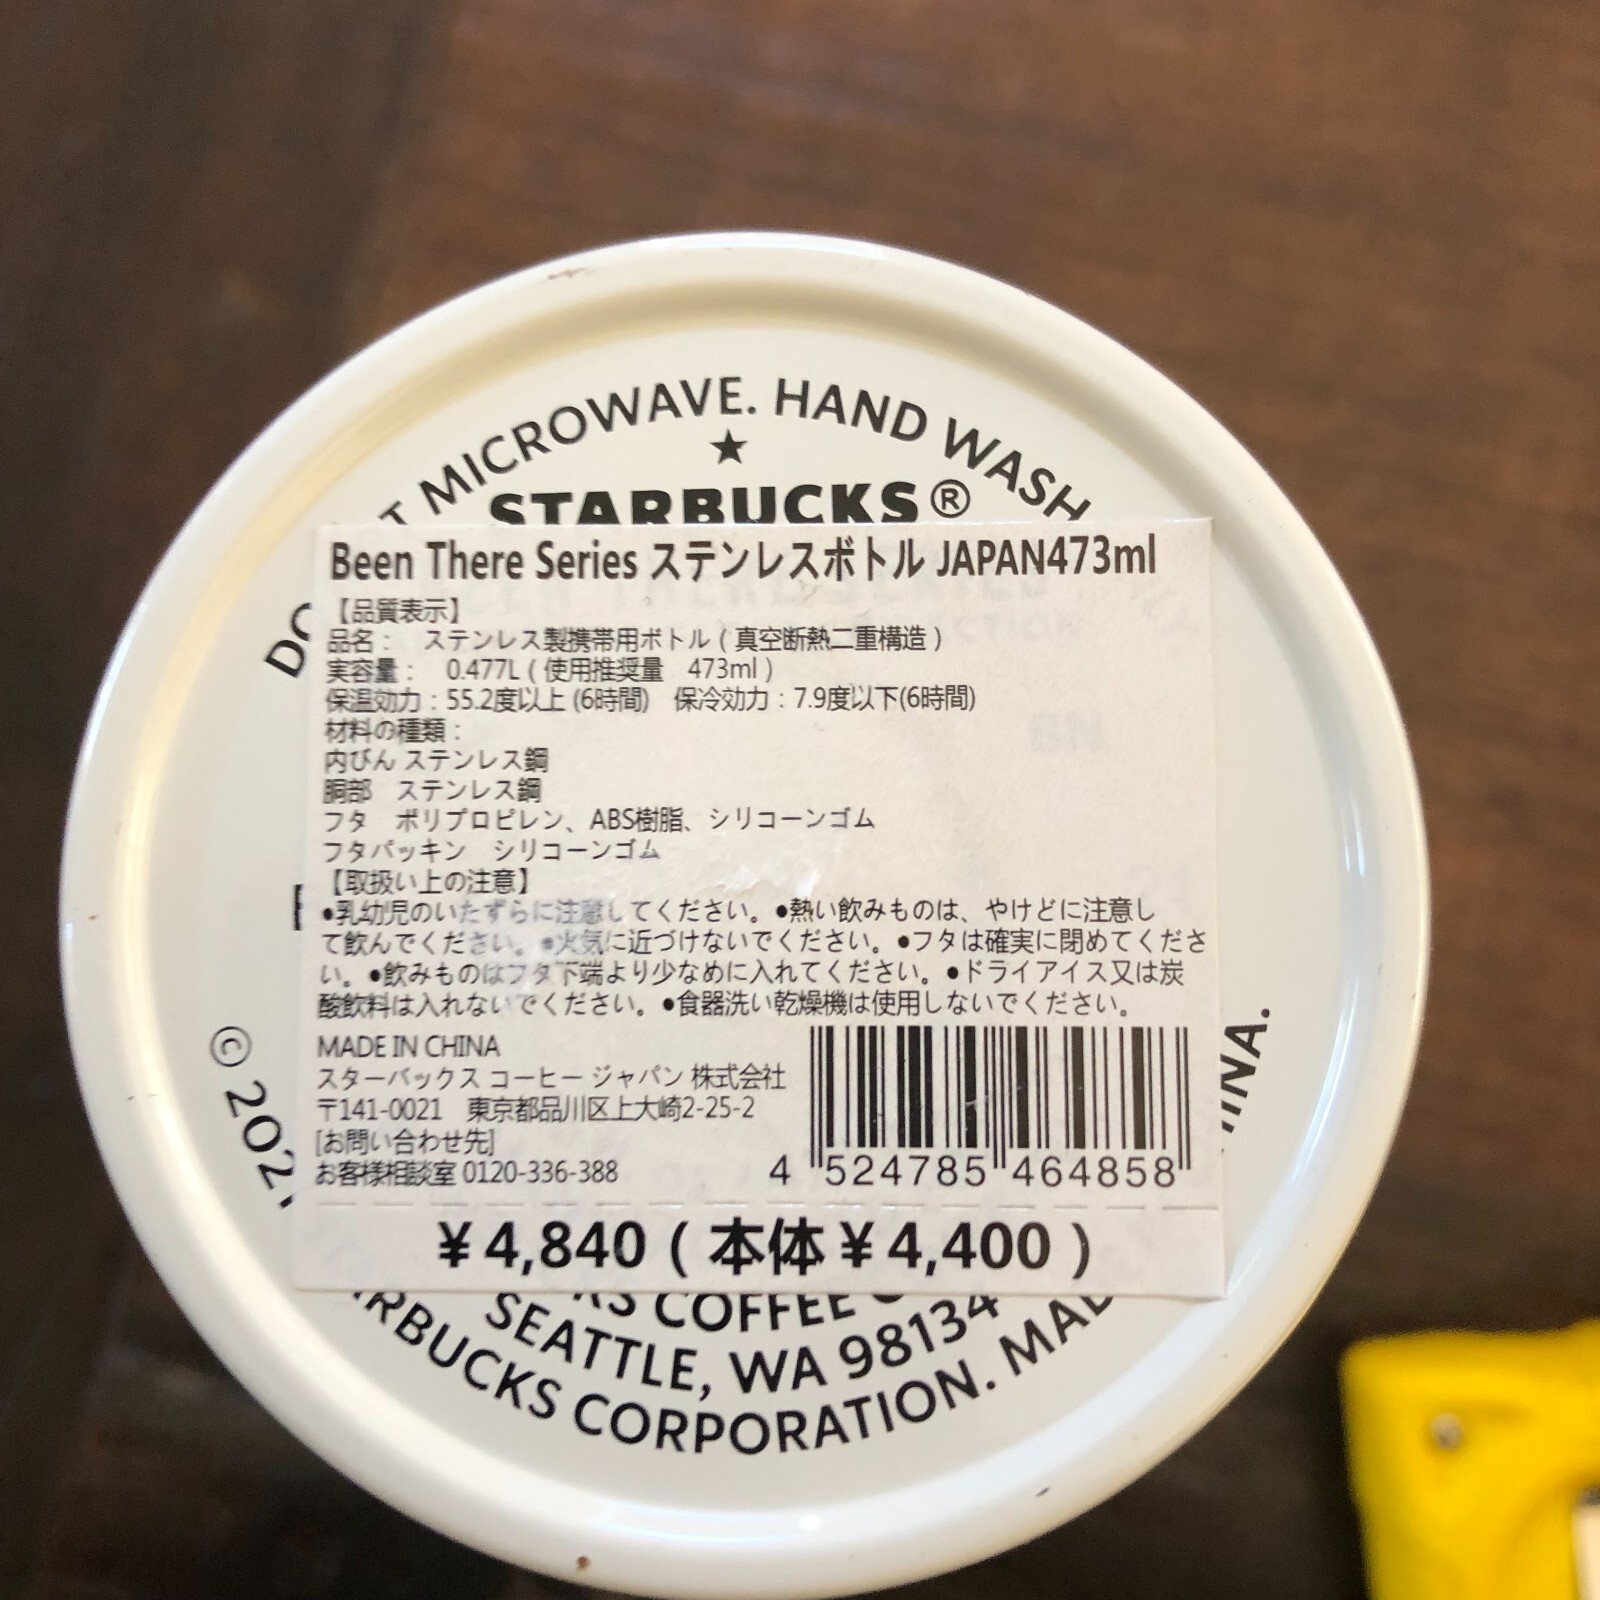 MICROWAVE. HAND WASH
★
STARBUCKS®
Been There Series ステンレスボトル JAPAN473ml
【品質表示】
品名： ステンレス製携帯用ボトル ( 真空断熱二重構造 )
実容量： 0.477L ( 使用推奨量 473ml )
保温効力：55.2度以上 (6時間) 保冷効力：7.9度以下(6時間)
材料の種類：
内びん ステンレス鋼
胴部 ステンレス鋼
フタ ポリプロピレン、ABS樹脂、シリコーンゴム
フタパッキン シリコーンゴム
【取扱い上の注意】
●乳幼児のいたずらに注意してください。●熱い飲みものは、やけどに注意し
て飲んでください。●火気に近づけないでください。●フタは確実に閉めてくださ
い。●飲みものはフタ下端より少なめに入れてください。●ドライアイス又は炭
酸飲料は入れないでください。●食器洗い乾燥機は使用しないでください。
MADE IN CHINA
スターバックス コーヒー ジャパン 株式会社
〒141-0021 東京都品川区上大崎2-25-2
[お問い合わせ先]
お客様相談室 0120-336-388
4 524785 464858
¥4,840 ( 本体 ¥4,400 )
COFFEE
SEATTLE, WA 98134
© 202
RBUCKS CORPORATION. MAD
INA.